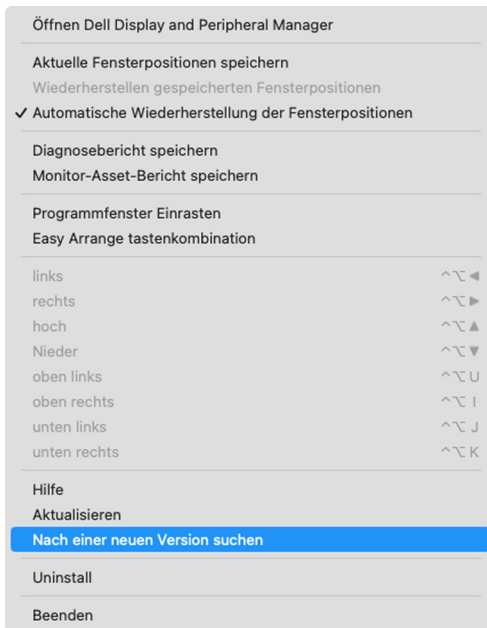 Öffnen Dell Display and Peripheral Manager
Aktuelle Fensterpositionen speichern
Wiederherstellen gespeicherten Fensterpositionen
✓ Automatische Wiederherstellung der Fensterpositionen
Diagnosebericht speichern
Monitor-Asset-Bericht speichern
Programmfenster Einrasten
Easy Arrange tastenkombination
links ^⌥◀
rechts ^⌥▶
hoch ^⌥▲
Nieder ^⌥▼
oben links ^⌥U
oben rechts ^⌥I
unten links ^⌥J
unten rechts ^⌥K
Hilfe
Aktualisieren
Nach einer neuen Version suchen
Uninstall
Beenden